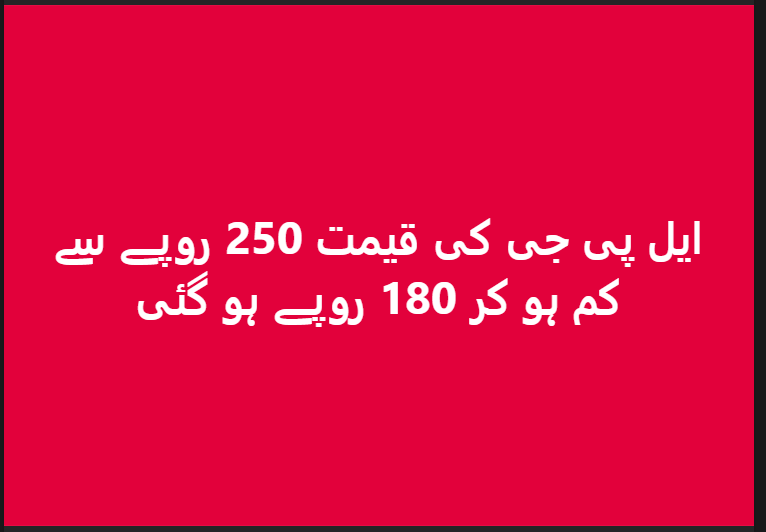 ایل پی جی کی قیمت 250 روپے سے
کم ہو کر 180 روپے ہو گئی